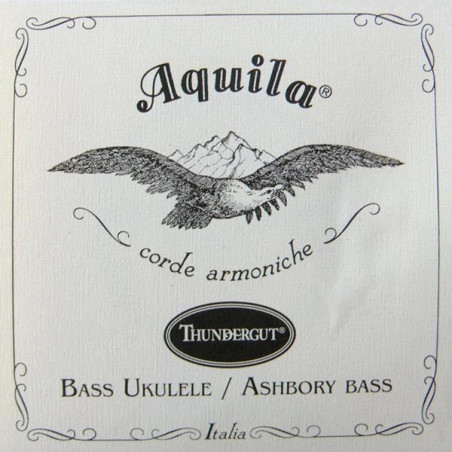 Aquila®
corde armoniche
THUNDERGUT®
BASS UKULELE / ASHBORY BASS
Italia